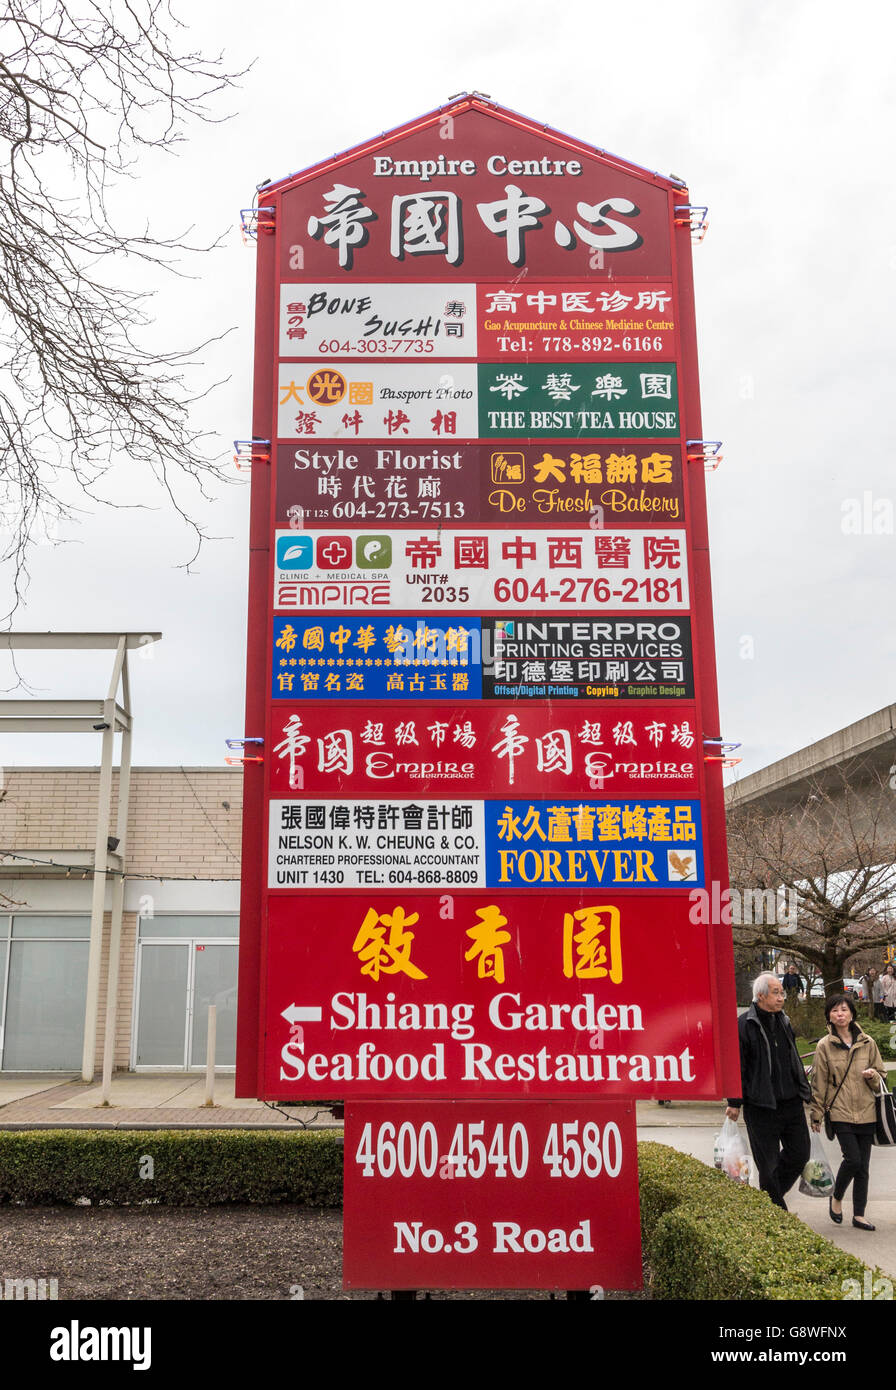 Empire Centre
帝國中心
鱼の骨
BONE SUSHI
寿司
604-303-7735
高中医诊所
Gao Acupuncture & Chinese Medicine Centre
Tel: 778-892-6166
大光圈 Passport Photo
證件快相
茶藝樂園
THE BEST TEA HOUSE
Style Florist
時代花廊
UNIT 125 604-273-7513
福 大福餅店
De Fresh Bakery
CLINIC + MEDICAL SPA
EMPIRE
帝國中西醫院
UNIT# 2035 604-276-2181
帝國中華藝術館
官窑名瓷 高古玉器
INTERPRO
PRINTING SERVICES
印德堡印刷公司
Offset/Digital Printing • Copying • Graphic Design
帝國超级市場
Empire
SUPERMARKET
帝國超级市場
Empire
SUPERMARKET
張國偉特許會計師
NELSON K. W. CHEUNG & CO.
CHARTERED PROFESSIONAL ACCOUNTANT
UNIT 1430 TEL: 604-868-8809
永久蘆薈蜜蜂產品
FOREVER
敘香園
← Shiang Garden
Seafood Restaurant
4600 4540 4580
No.3 Road
alamy
Image ID: G8WFNX
www.alamy.com